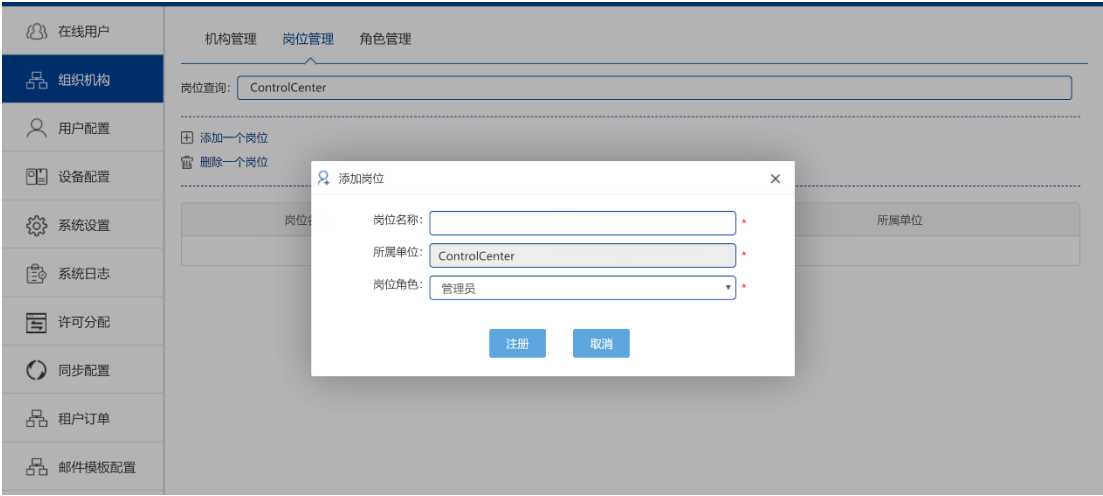 在线用户
组织机构
用户配置
设备配置
系统设置
系统日志
许可分配
同步配置
租户订单
邮件模板配置
机构管理 岗位管理 角色管理
岗位查询: ControlCenter
添加一个岗位
删除一个岗位
岗位 所属单位
添加岗位
岗位名称: *
所属单位: ControlCenter *
岗位角色: 管理员 *
注册 取消